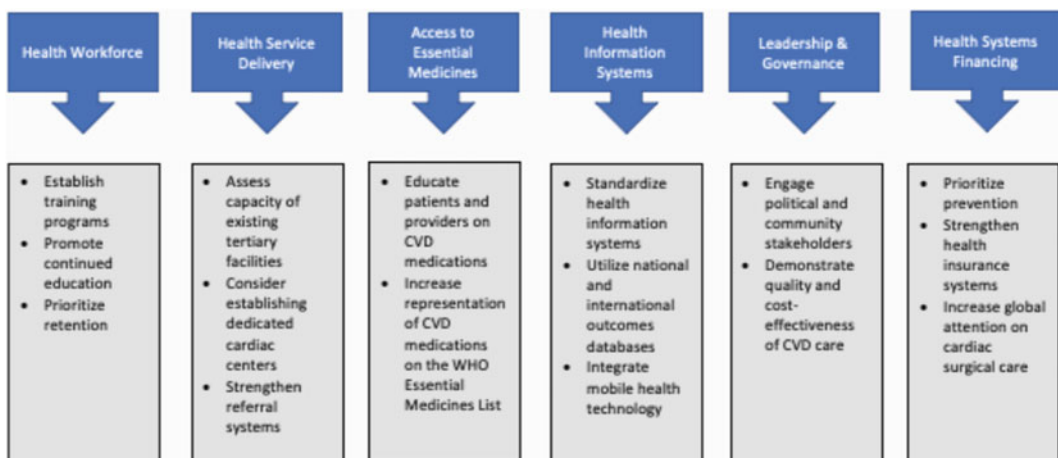 Health Workforce
Health Service
Delivery
Access to
Essential
Medicines
Health
Information
Systems
Leadership &
Governance
Health Systems
Financing
• Establish
training
programs
• Promote
continued
education
• Prioritize
retention
• Assess
capacity of
existing
tertiary
facilities
• Consider
establishing
dedicated
cardiac
centers
• Strengthen
referral
systems
• Educate
patients and
providers on
CVD
medications
• Increase
representation
of CVD
medications
on the WHO
Essential
Medicines List
• Standardize
health
information
systems
• Utilize national
and
international
outcomes
databases
• Integrate
mobile health
technology
• Engage
political and
community
stakeholders
• Demonstrate
quality and
cost-
effectiveness
of CVD care
• Prioritize
prevention
• Strengthen
health
insurance
systems
• Increase global
attention on
cardiac
surgical care